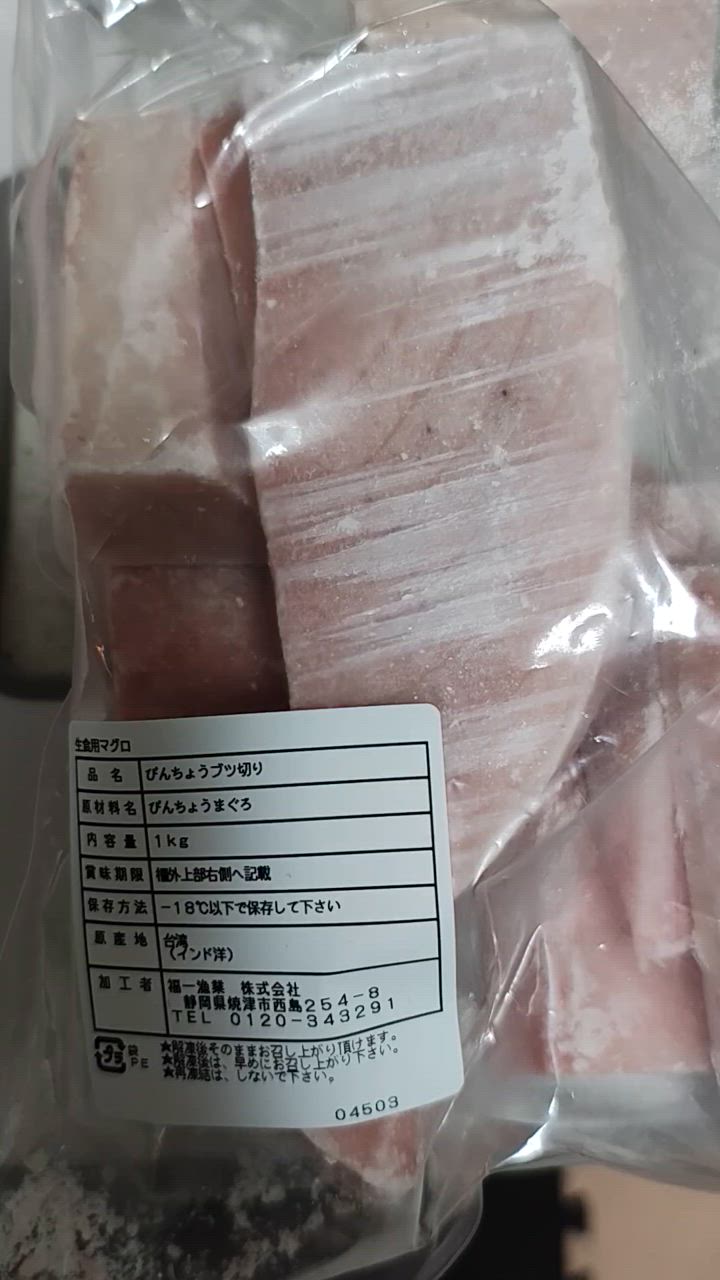 生食用マグロ
品名 びんちょうブツ切り
原材料名 びんちょうまぐろ
内容量 1kg
賞味期限 欄外上部右側へ記載
保存方法 −18℃以下で保存して下さい
原産地 台湾
(インド洋)
加工者 福一漁業 株式会社
静岡県焼津市西島254−8
TEL 0120−343291
プラ 袋 PE
★解凍後そのままお召し上がり頂けます。
★解凍後は、早めにお召し上がり下さい。
★再凍結は、しないで下さい。
04503